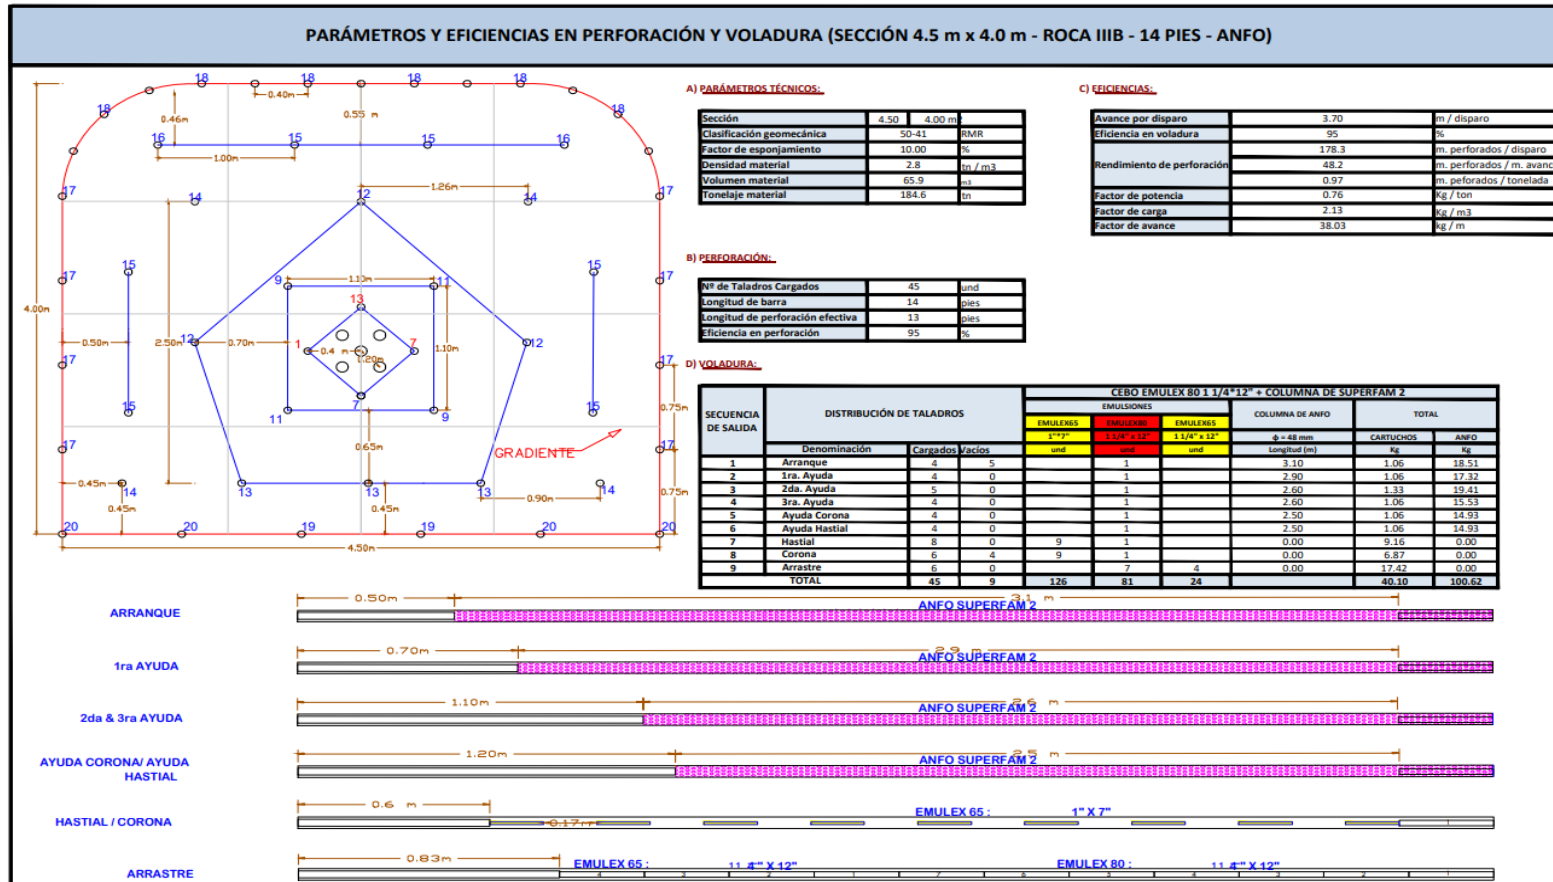 PARÁMETROS Y EFICIENCIAS EN PERFORACIÓN Y VOLADURA (SECCIÓN 4.5 m x 4.0 m - ROCA IIIB - 14 PIES - ANFO)
18 18 18 18
0.40m
18 0.46m 0.55 m 18
16 15 15 16
1.00m
17 1.26m 17
14 12 14
15 15
17 9 1.10m 11 17
13
4.00m
12 0.50m 2.50m 0.70m 1 0.4 m 7 1.10m 12
1.20m
17 17
7
15 11 9 15
0.75m
17 0.65m GRADIENTE 17
0.45m 14 13 13 13 14
0.90m
0.45m 0.45m 0.75m
20 20 19 19 20 20
4.50m
A) PARÁMETROS TÉCNICOS:
Sección 4.50 4.00 m
Clasificación geomecánica 50-41 RMR
Factor de esponjamiento 10.00 %
Densidad material 2.8 tn / m3
Volumen material 65.9 m3
Tonelaje material 184.6 tn
B) PERFORACIÓN:
Nº de Taladros Cargados 45 und
Longitud de barra 14 pies
Longitud de perforación efectiva 13 pies
Eficiencia en perforación 95 %
C) EFICIENCIAS:
Avance por disparo 3.70 m / disparo
Eficiencia en voladura 95 %
Rendimiento de perforación 178.3 m. perforados / disparo
48.2 m. perforados / m. avanc
0.97 m. peforados / tonelada
Factor de potencia 0.76 Kg / ton
Factor de carga 2.13 Kg / m3
Factor de avance 38.03 kg / m
D) VOLADURA:
CEBO EMULEX 80 1 1/4*12" + COLUMNA DE SUPERFAM 2
SECUENCIA DE SALIDA DISTRIBUCIÓN DE TALADROS EMULSIONES COLUMNA DE ANFO TOTAL
EMULEX65 EMULEX80 EMULEX65
1"*7" 1 1/4" x 12" 1 1/4" x 12" ϕ = 48 mm CARTUCHOS ANFO
Denominación Cargados Vacíos und und und Longitud (m) Kg Kg
1 Arranque 4 5 1 3.10 1.06 18.51
2 1ra. Ayuda 4 0 1 2.90 1.06 17.32
3 2da. Ayuda 5 0 1 2.60 1.33 19.41
4 3ra. Ayuda 4 0 1 2.60 1.06 15.53
5 Ayuda Corona 4 0 1 2.50 1.06 14.93
6 Ayuda Hastial 4 0 1 2.50 1.06 14.93
7 Hastial 8 0 9 1 0.00 9.16 0.00
8 Corona 6 4 9 1 0.00 6.87 0.00
9 Arrastre 6 0 7 4 0.00 17.42 0.00
TOTAL 45 9 126 81 24 40.10 100.62
ARRANQUE 0.50m 3.1 m ANFO SUPERFAM 2
1ra AYUDA 0.70m 2.9 m ANFO SUPERFAM 2
2da & 3ra AYUDA 1.10m 2.6 m ANFO SUPERFAM 2
AYUDA CORONA/ AYUDA HASTIAL 1.20m 2.5 m ANFO SUPERFAM 2
HASTIAL / CORONA 0.6 m 0.17m EMULEX 65 : 1" X 7" 1
ARRASTRE 0.83m EMULEX 65 : 11 4" X 12" EMULEX 80 : 11 4" X 12"